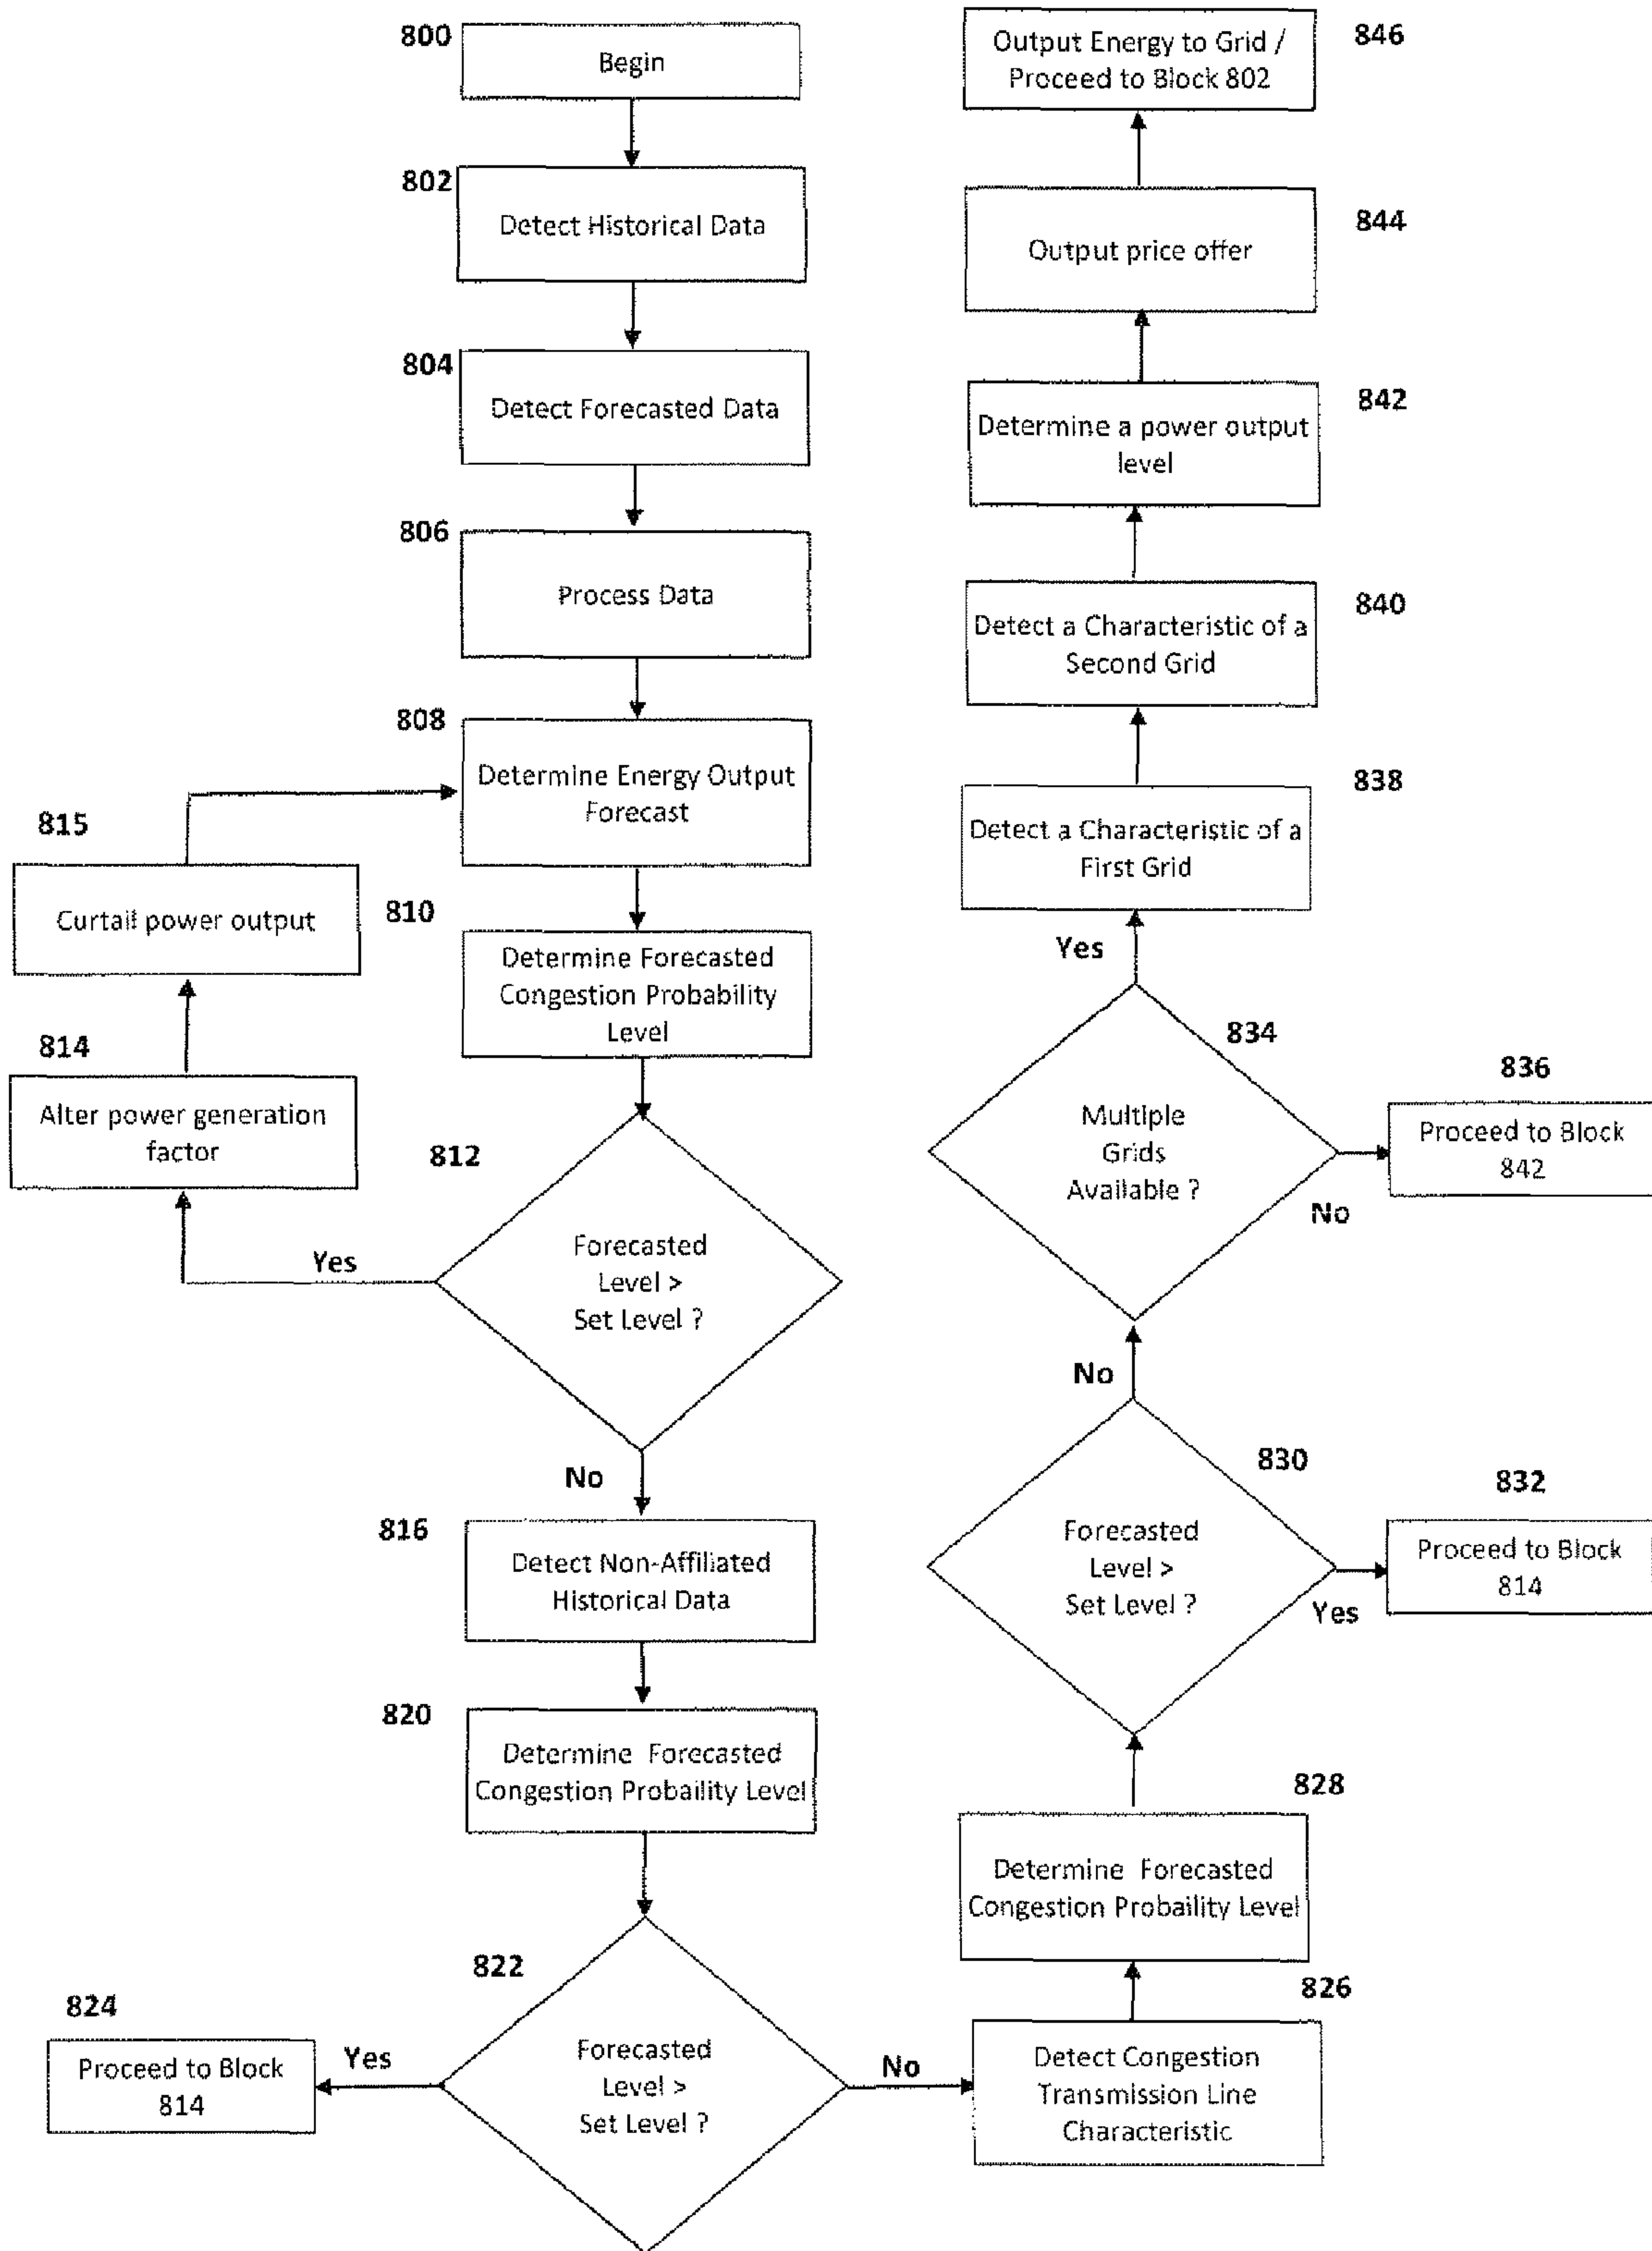 800
Begin
802
Detect Historical Data
804
Detect Forecasted Data
806
Process Data
808
Determine Energy Output
Forecast
815
Curtail power output
810
Determine Forecasted
Congestion Probability
Level
814
Alter power generation
factor
812
Forecasted
Level >
Set Level ?
Yes
No
816
Detect Non-Affiliated
Historical Data
820
Determine Forecasted
Congestion Probaility Level
822
Forecasted
Level >
Set Level ?
824
Proceed to Block
814
Yes
No
826
Detect Congestion
Transmission Line
Characteristic
828
Determine Forecasted
Congestion Probaility Level
830
Forecasted
Level >
Set Level ?
832
Proceed to Block
814
Yes
No
834
Multiple
Grids
Available ?
836
Proceed to Block
842
No
Yes
838
Detect a Characteristic of a
First Grid
840
Detect a Characteristic of a
Second Grid
842
Determine a power output
level
844
Output price offer
846
Output Energy to Grid /
Proceed to Block 802